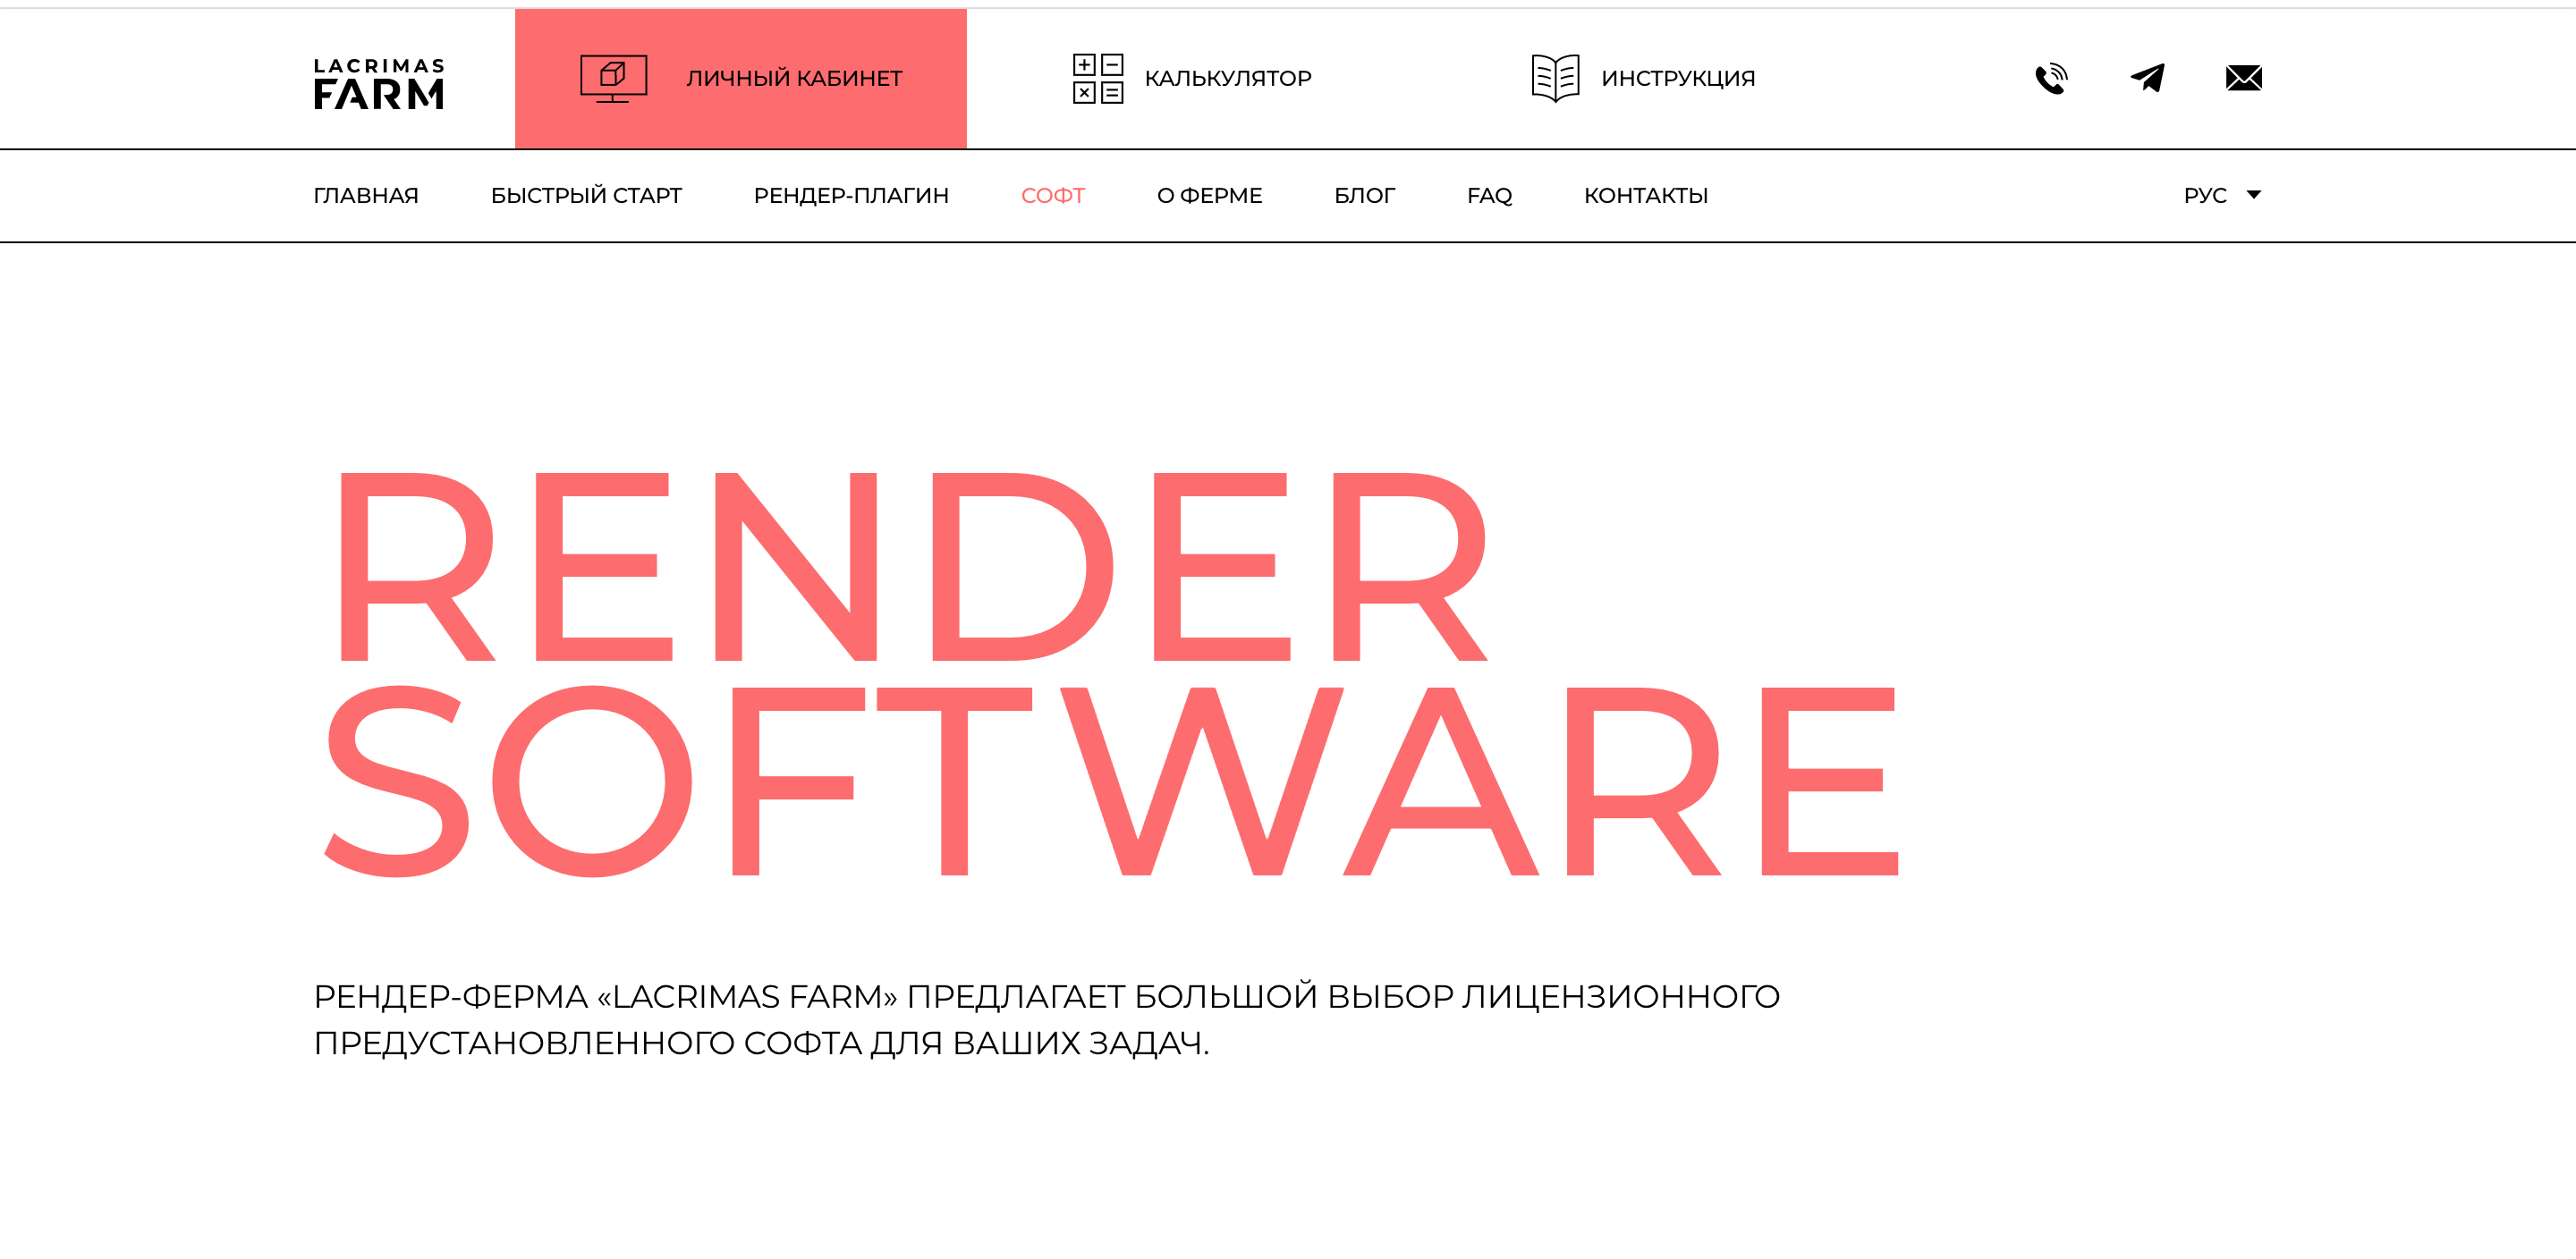 LACRIMAS
FARM
ЛИЧНЫЙ КАБИНЕТ
КАЛЬКУЛЯТОР
ИНСТРУКЦИЯ
ГЛАВНАЯ
БЫСТРЫЙ СТАРТ
РЕНДЕР-ПЛАГИН
СОФТ
О ФЕРМЕ
БЛОГ
FAQ
КОНТАКТЫ
РУС
RENDER
SOFTWARE
РЕНДЕР-ФЕРМА «LACRIMAS FARM» ПРЕДЛАГАЕТ БОЛЬШОЙ ВЫБОР ЛИЦЕНЗИОННОГО
ПРЕДУСТАНОВЛЕННОГО СОФТА ДЛЯ ВАШИХ ЗАДАЧ.